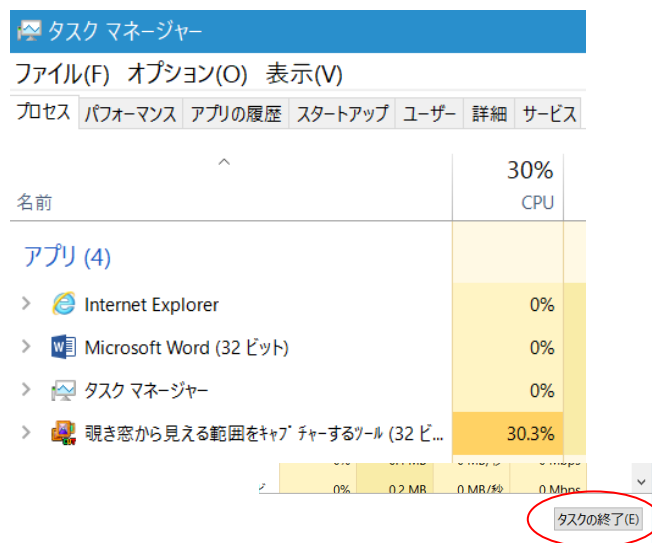 タスク マネージャー
ファイル(F) オプション(O) 表示(V)
プロセス パフォーマンス アプリの履歴 スタートアップ ユーザー 詳細 サービス
30%
名前 CPU
アプリ (4)
Internet Explorer 0%
Microsoft Word (32 ビット) 0%
タスク マネージャー 0%
覗き窓から見える範囲をキャプチャーするツール (32 ビ... 30.3%
0% 0.2 MB 0 MB/秒 0 Mbps
タスクの終了(E)